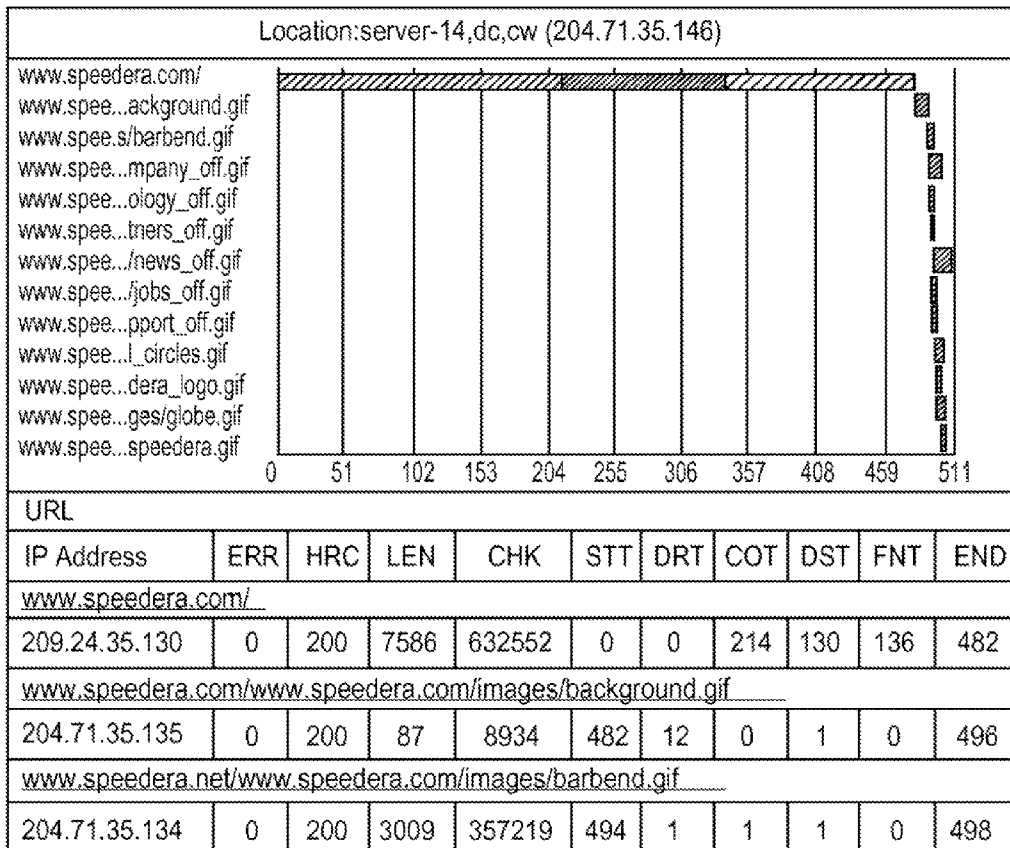 Location:server-14,dc,cw (204.71.35.146)
www.speedera.com/
www.spee...ackground.gif
www.spee.s/barbend.gif
www.spee...mpany_off.gif
www.spee...ology_off.gif
www.spee...tners_off.gif
www.spee.../news_off.gif
www.spee.../jobs_off.gif
www.spee...pport_off.gif
www.spee...l_circles.gif
www.spee...dera_logo.gif
www.spee...ges/globe.gif
www.spee...speedera.gif
0 51 102 153 204 255 306 357 408 459 511
URL
IP Address ERR HRC LEN CHK STT DRT COT DST FNT END
www.speedera.com/
209.24.35.130 0 200 7586 632552 0 0 214 130 136 482
www.speedera.com/www.speedera.com/images/background.gif
204.71.35.135 0 200 87 8934 482 12 0 1 0 496
www.speedera.net/www.speedera.com/images/barbend.gif
204.71.35.134 0 200 3009 357219 494 1 1 1 0 498